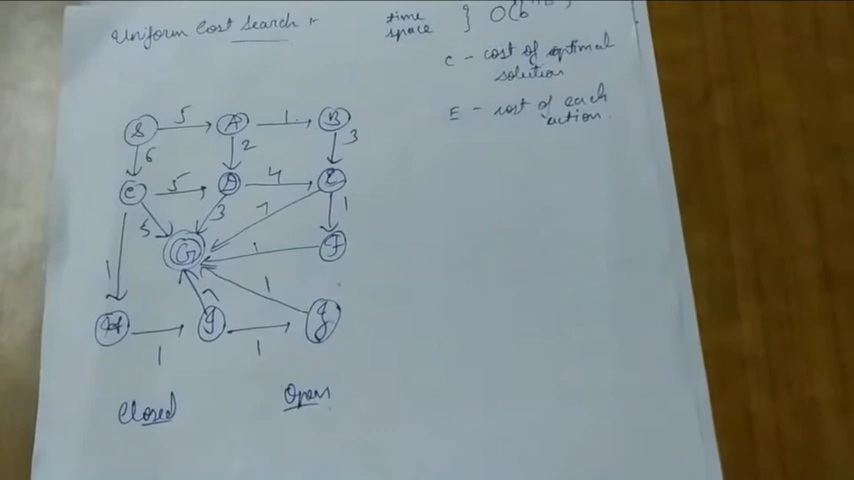 Uniform Cost Search :-
time
space } O(b
C - cost of optimal
solution
E - cost of each
action.
S 5 A 1 B
6 2 3
C 5 D 4 E
5 3 7 1
G 1 F
1 7 1
H 1 g 1 j
Closed Open